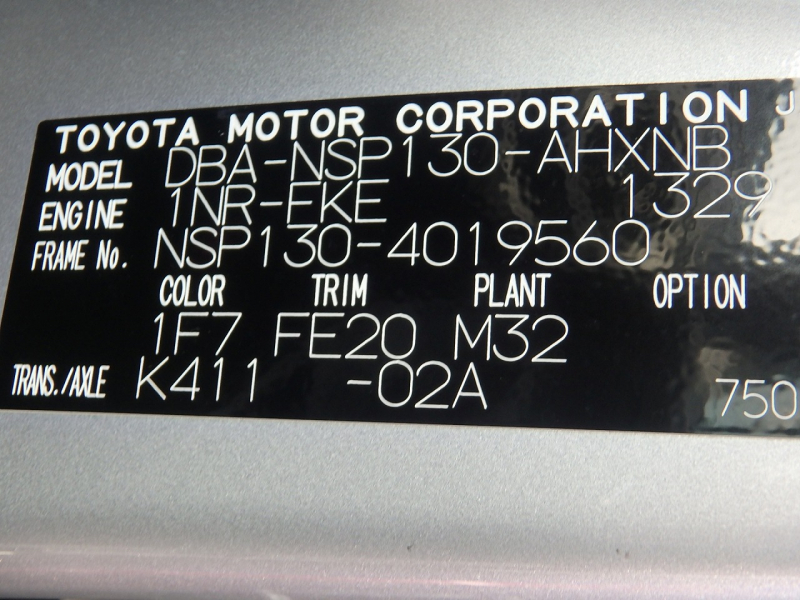 TOYOTA MOTOR CORPORATION J
MODEL DBA-NSP130-AHXNB
ENGINE 1NR-FKE 1329
FRAME No. NSP130-4019560
COLOR TRIM PLANT OPTION
1F7 FE20 M32
TRANS./AXLE K411 -02A
750